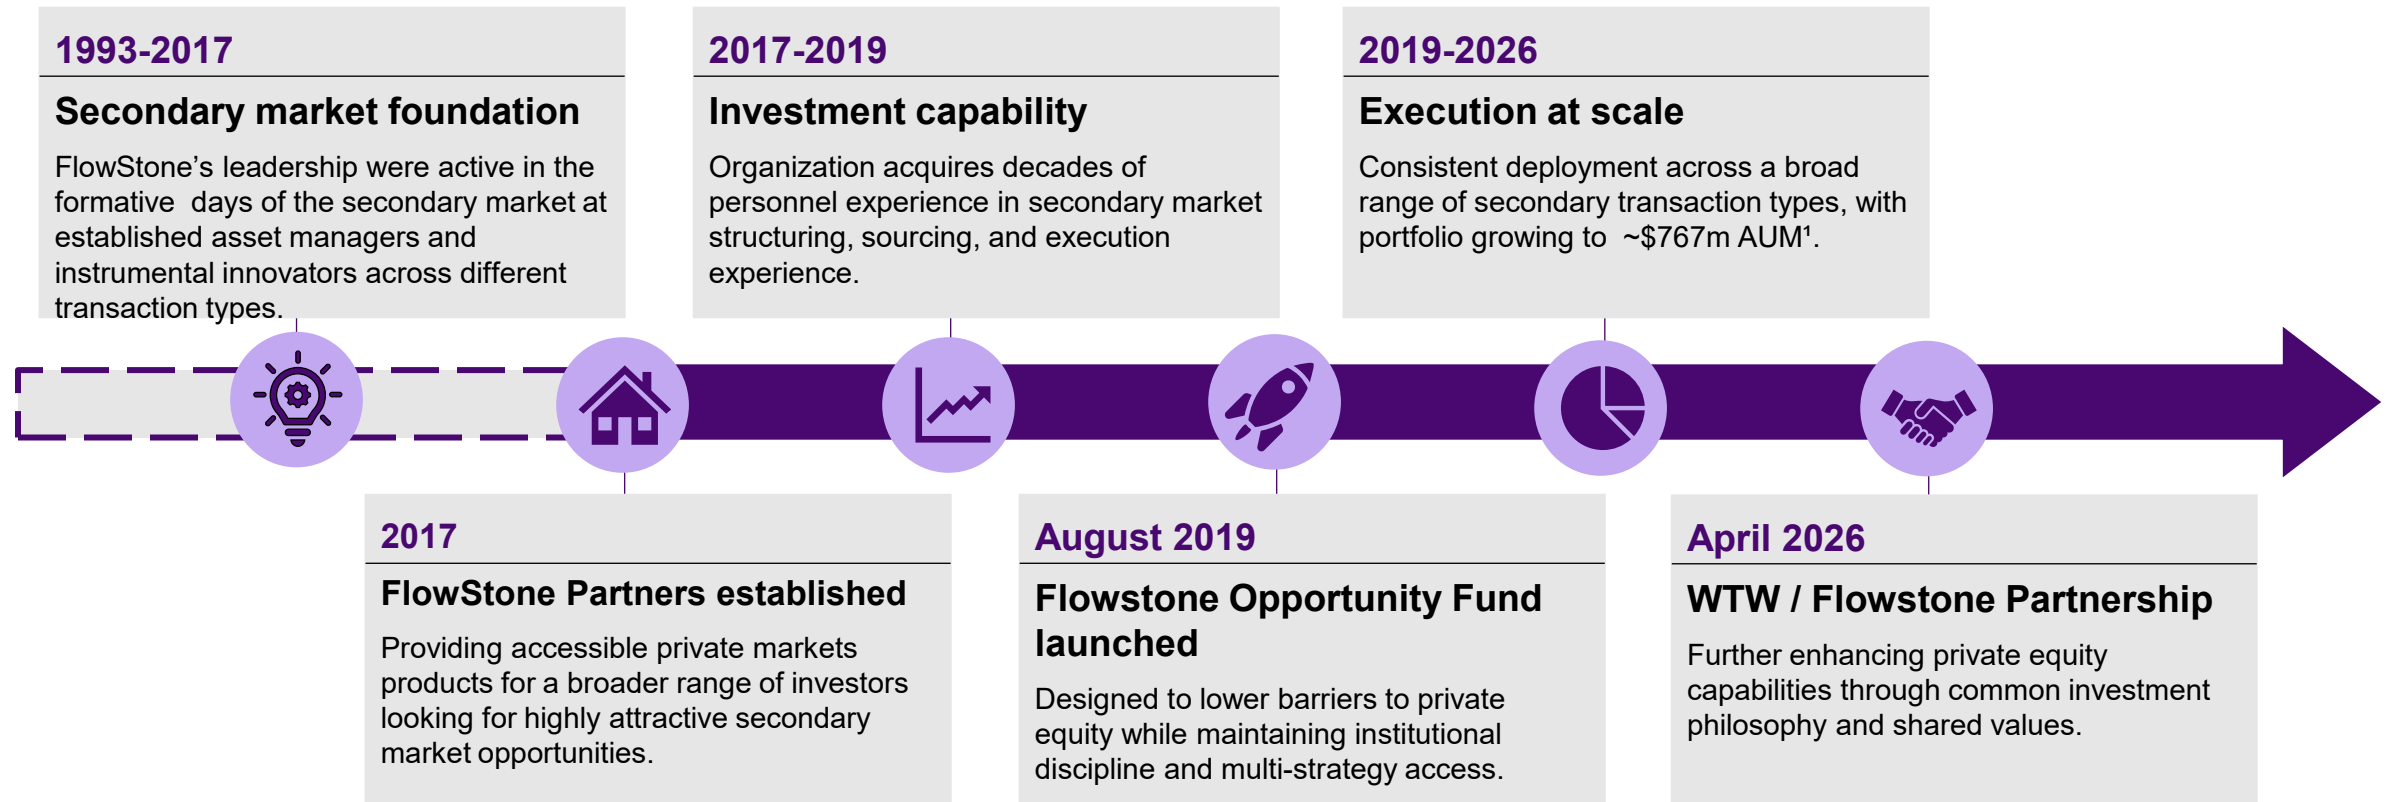 1993-2017
Secondary market foundation
FlowStone’s leadership were active in the
formative  days of the secondary market at
established asset managers and
instrumental innovators across different
transaction types.
2017
FlowStone Partners established
Providing accessible private markets
products for a broader range of investors
looking for highly attractive secondary
market opportunities.
2017-2019
Investment capability
Organization acquires decades of
personnel experience in secondary market
structuring, sourcing, and execution
experience.
August 2019
Flowstone Opportunity Fund
launched
Designed to lower barriers to private
equity while maintaining institutional
discipline and multi-strategy access.
2019-2026
Execution at scale
Consistent deployment across a broad
range of secondary transaction types, with
portfolio growing to  ~$767m AUM¹.
April 2026
WTW / Flowstone Partnership
Further enhancing private equity
capabilities through common investment
philosophy and shared values.